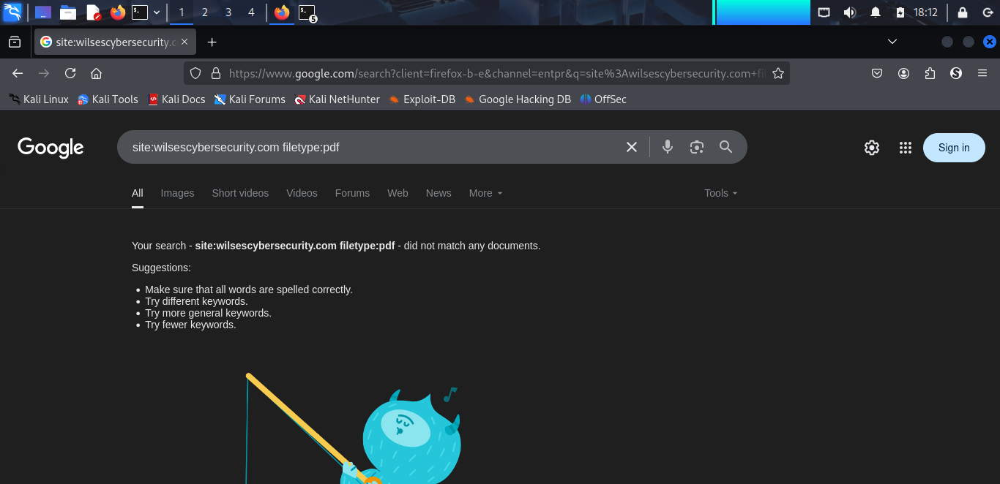 1 2 3 4 5 18:12
site:wilsescybersecurity.c
https://www.google.com/search?client=firefox-b-e&channel=entpr&q=site%3Awilsescybersecurity.com+fi
Kali Linux Kali Tools Kali Docs Kali Forums Kali NetHunter Exploit-DB Google Hacking DB OffSec
Google site:wilsescybersecurity.com filetype:pdf Sign in
All Images Short videos Videos Forums Web News More Tools
Your search - site:wilsescybersecurity.com filetype:pdf - did not match any documents.
Suggestions:
• Make sure that all words are spelled correctly.
• Try different keywords.
• Try more general keywords.
• Try fewer keywords.